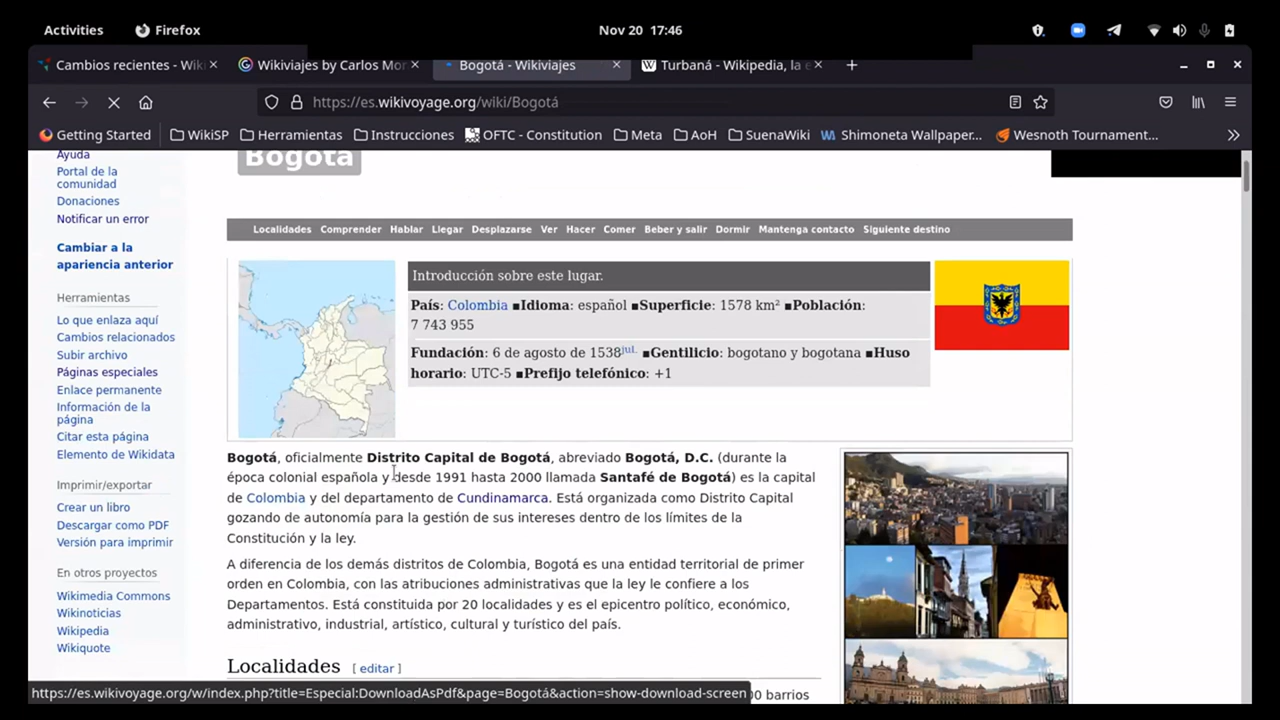 Activities Firefox Nov 20 17:46
Cambios recientes - Wiki × Wikiviajes by Carlos Mor × Bogotá - Wikiviajes × Turbaná - Wikipedia, la e × +
https://es.wikivoyage.org/wiki/Bogotá
Getting Started WikiSP Herramientas Instrucciones OFTC - Constitution Meta AoH SuenaWiki Shimoneta Wallpaper... Wesnoth Tournament... »
Ayuda
Portal de la
comunidad
Donaciones
Notificar un error
Cambiar a la
apariencia anterior
Herramientas
Lo que enlaza aquí
Cambios relacionados
Subir archivo
Páginas especiales
Enlace permanente
Información de la
página
Citar esta página
Elemento de Wikidata
Imprimir/exportar
Crear un libro
Descargar como PDF
Versión para imprimir
En otros proyectos
Wikimedia Commons
Wikinoticias
Wikipedia
Wikiquote
Bogotá
Localidades Comprender Hablar Llegar Desplazarse Ver Hacer Comer Beber y salir Dormir Mantenga contacto Siguiente destino
Introducción sobre este lugar.
País: Colombia ■Idioma: español ■Superficie: 1578 km² ■Población:
7 743 955
Fundación: 6 de agosto de 1538jul. ■Gentilicio: bogotano y bogotana ■Huso
horario: UTC-5 ■Prefijo telefónico: +1
Bogotá, oficialmente Distrito Capital de Bogotá, abreviado Bogotá, D.C. (durante la
época colonial española y desde 1991 hasta 2000 llamada Santafé de Bogotá) es la capital
de Colombia y del departamento de Cundinamarca. Está organizada como Distrito Capital
gozando de autonomía para la gestión de sus intereses dentro de los límites de la
Constitución y la ley.
A diferencia de los demás distritos de Colombia, Bogotá es una entidad territorial de primer
orden en Colombia, con las atribuciones administrativas que la ley le confiere a los
Departamentos. Está constituida por 20 localidades y es el epicentro político, económico,
administrativo, industrial, artístico, cultural y turístico del país.
Localidades [ editar ]
barrios
https://es.wikivoyage.org/w/index.php?title=Especial:DownloadAsPdf&page=Bogotá&action=show-download-screen